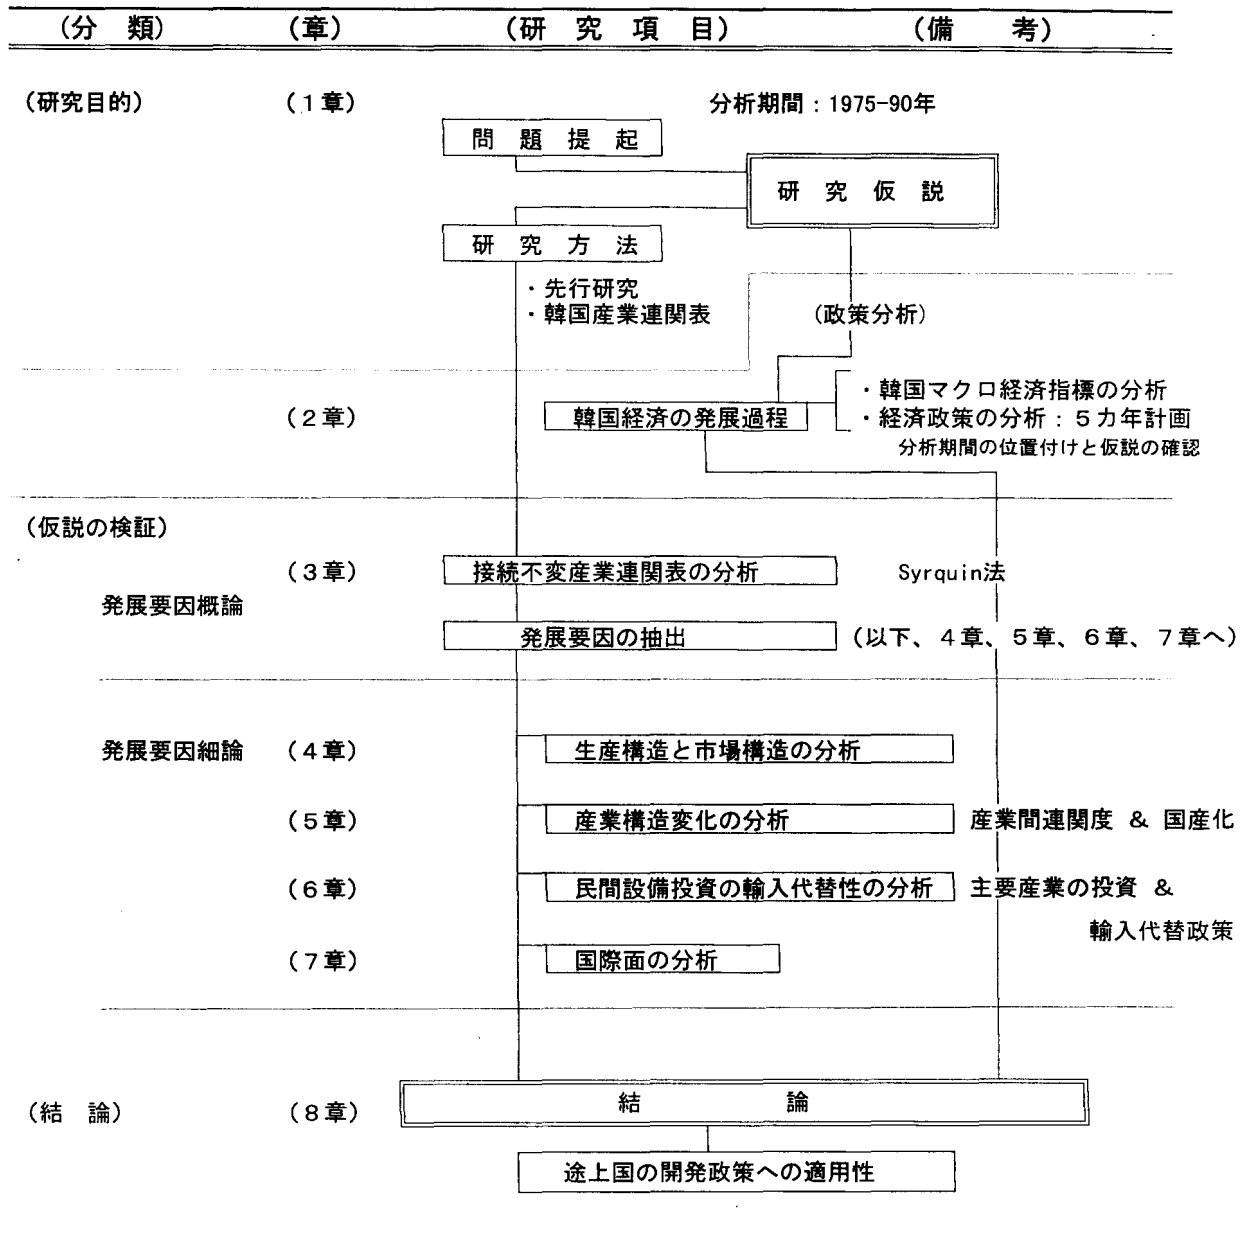 (分　類)　(章)　(研　究　項　目)　(備　考)
(研究目的)　(１章)　分析期間：1975-90年
問　題　提　起
研　究　仮　説
研　究　方　法
・先行研究
・韓国産業連関表　(政策分析)
・韓国マクロ経済指標の分析
(２章)　韓国経済の発展過程　・経済政策の分析：５カ年計画
分析期間の位置付けと仮説の確認
(仮説の検証)
(３章)　接続不変産業連関表の分析　Syrquin法
発展要因概論
発展要因の抽出　(以下、４章、５章、６章、７章へ)
発展要因細論　(４章)　生産構造と市場構造の分析
(５章)　産業構造変化の分析　産業間連関度 ＆ 国産化
(６章)　民間設備投資の輸入代替性の分析　主要産業の投資 ＆
輸入代替政策
(７章)　国際面の分析
(結　論)　(８章)　結　論
途上国の開発政策への適用性